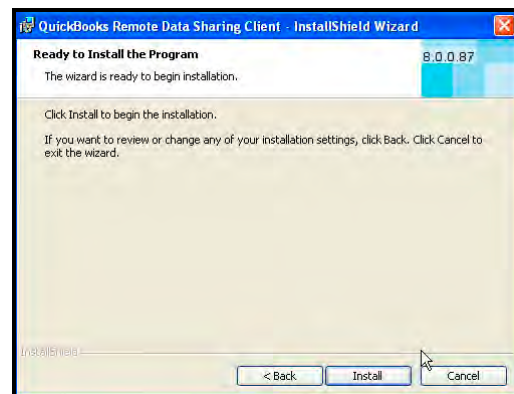 QuickBooks Remote Data Sharing Client - InstallShield Wizard
Ready to Install the Program
8.0.0.87
The wizard is ready to begin installation.
Click Install to begin the installation.
If you want to review or change any of your installation settings, click Back. Click Cancel to
exit the wizard.
InstallShield
< Back
Install
Cancel